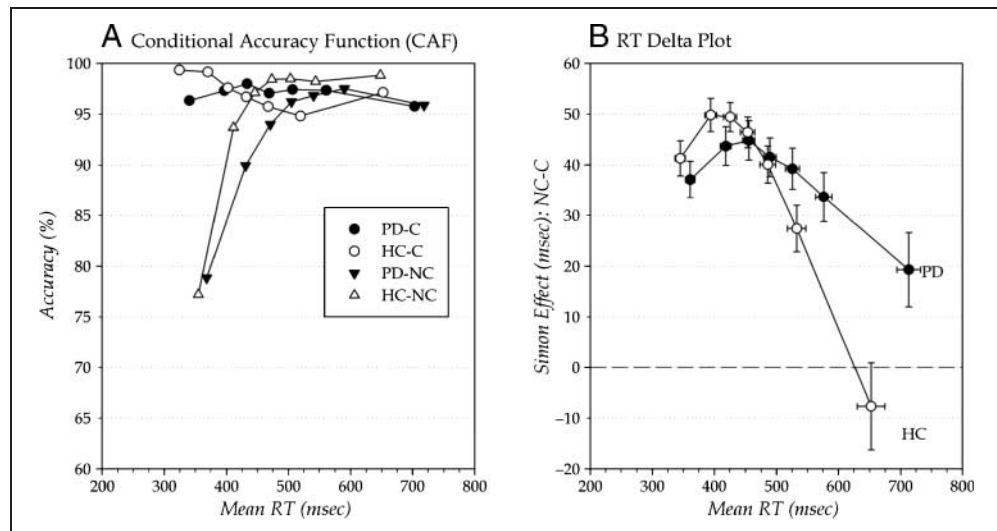 A Conditional Accuracy Function (CAF)
100
95
90
85
80
75
70
65
60
Accuracy (%)
PD-C
HC-C
PD-NC
HC-NC
200 300 400 500 600 700 800
Mean RT (msec)
B RT Delta Plot
60
50
40
30
20
10
0
–10
–20
Simon Effect (msec): NC-C
PD
HC
200 300 400 500 600 700 800
Mean RT (msec)